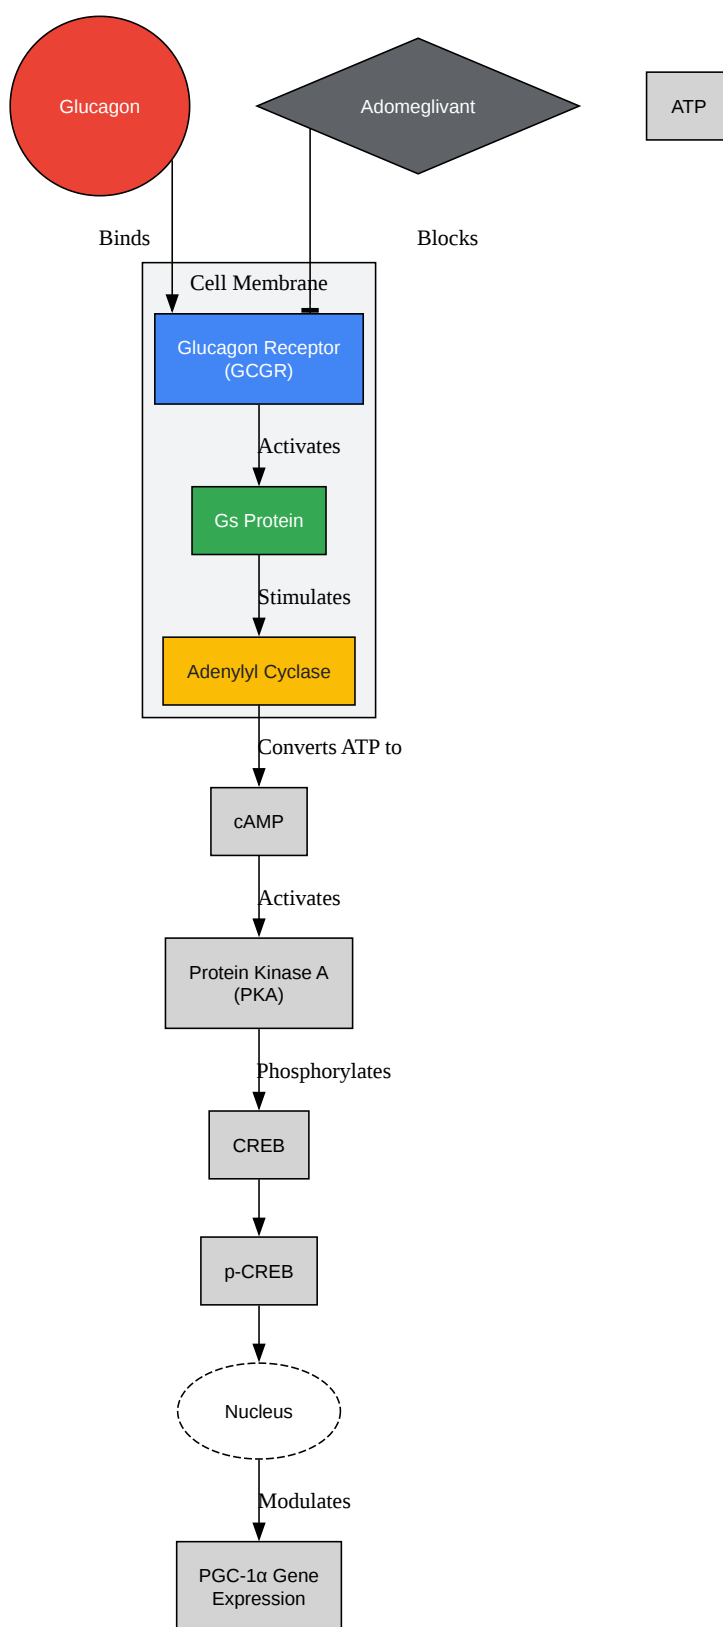 Glucagon
Adomeglivant
ATP
Binds
Blocks
Cell Membrane
Glucagon Receptor
(GCGR)
Activates
Gs Protein
Stimulates
Adenylyl Cyclase
Converts ATP to
cAMP
Activates
Protein Kinase A
(PKA)
Phosphorylates
CREB
p-CREB
Nucleus
Modulates
PGC-1α Gene
Expression